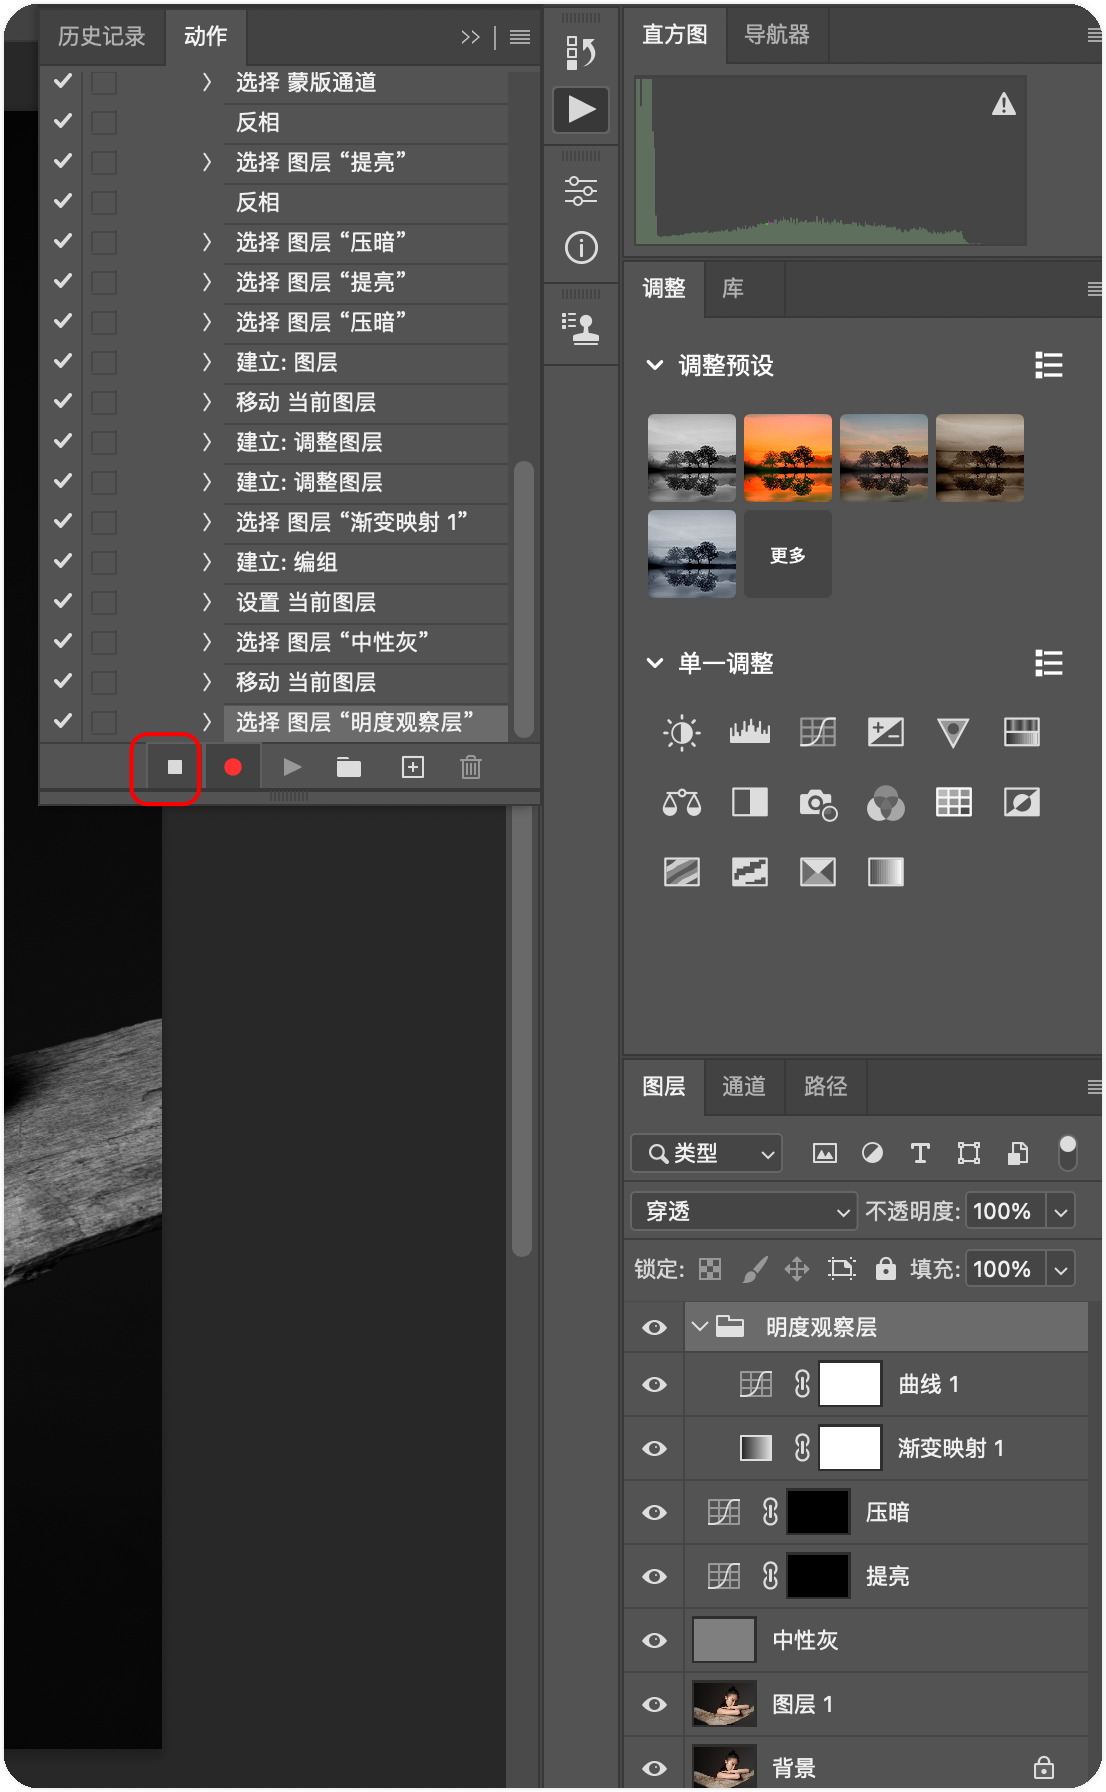 历史记录
动作
选择 蒙版通道
反相
选择 图层 “提亮”
反相
选择 图层 “压暗”
选择 图层 “提亮”
选择 图层 “压暗”
建立: 图层
移动 当前图层
建立: 调整图层
建立: 调整图层
选择 图层 “渐变映射 1”
建立: 编组
设置 当前图层
选择 图层 “中性灰”
移动 当前图层
选择 图层 “明度观察层”
直方图
导航器
调整
库
调整预设
更多
单一调整
图层
通道
路径
类型
穿透
不透明度: 100%
锁定:
填充: 100%
明度观察层
曲线 1
渐变映射 1
压暗
提亮
中性灰
图层 1
背景